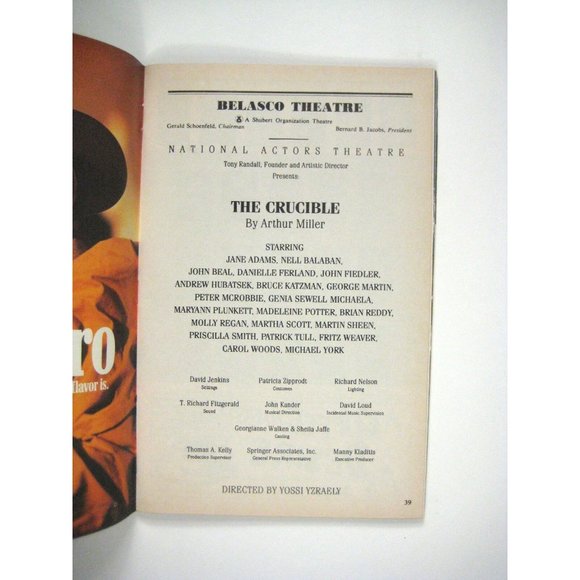 BELASCO THEATRE
A Shubert Organization Theatre
Gerald Schoenfeld, Chairman Bernard B. Jacobs, President
NATIONAL ACTORS THEATRE
Tony Randall, Founder and Artistic Director
Presents:
THE CRUCIBLE
By Arthur Miller
STARRING
JANE ADAMS, NELL BALABAN,
JOHN BEAL, DANIELLE FERLAND, JOHN FIEDLER,
ANDREW HUBATSEK, BRUCE KATZMAN, GEORGE MARTIN,
PETER MCROBBIE, GENIA SEWELL MICHAELA,
MARYANN PLUNKETT, MADELEINE POTTER, BRIAN REDDY,
MOLLY REGAN, MARTHA SCOTT, MARTIN SHEEN,
PRISCILLA SMITH, PATRICK TULL, FRITZ WEAVER,
CAROL WOODS, MICHAEL YORK
David Jenkins Patricia Zipprodt Richard Nelson
Settings Costumes Lighting
T. Richard Fitzgerald John Kander David Loud
Sound Musical Direction Incidental Music Supervision
Georgianne Walken & Sheila Jaffe
Casting
Thomas A. Kelly Springer Associates, Inc. Manny Kladitis
Production Supervisor General Press Representative Executive Producer
DIRECTED BY YOSSI YZRAELY
39
ro
flavor is.